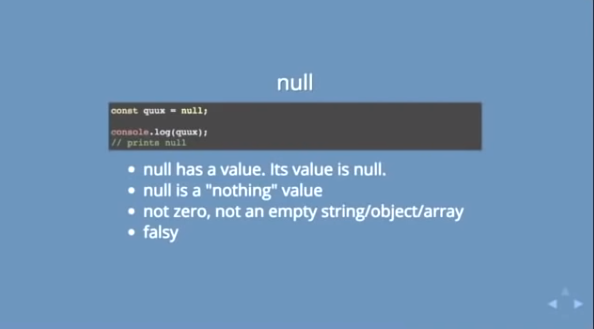 null
const quux = null;
console.log(quux);
// prints null
null has a value. Its value is null.
null is a "nothing" value
not zero, not an empty string/object/array
falsy